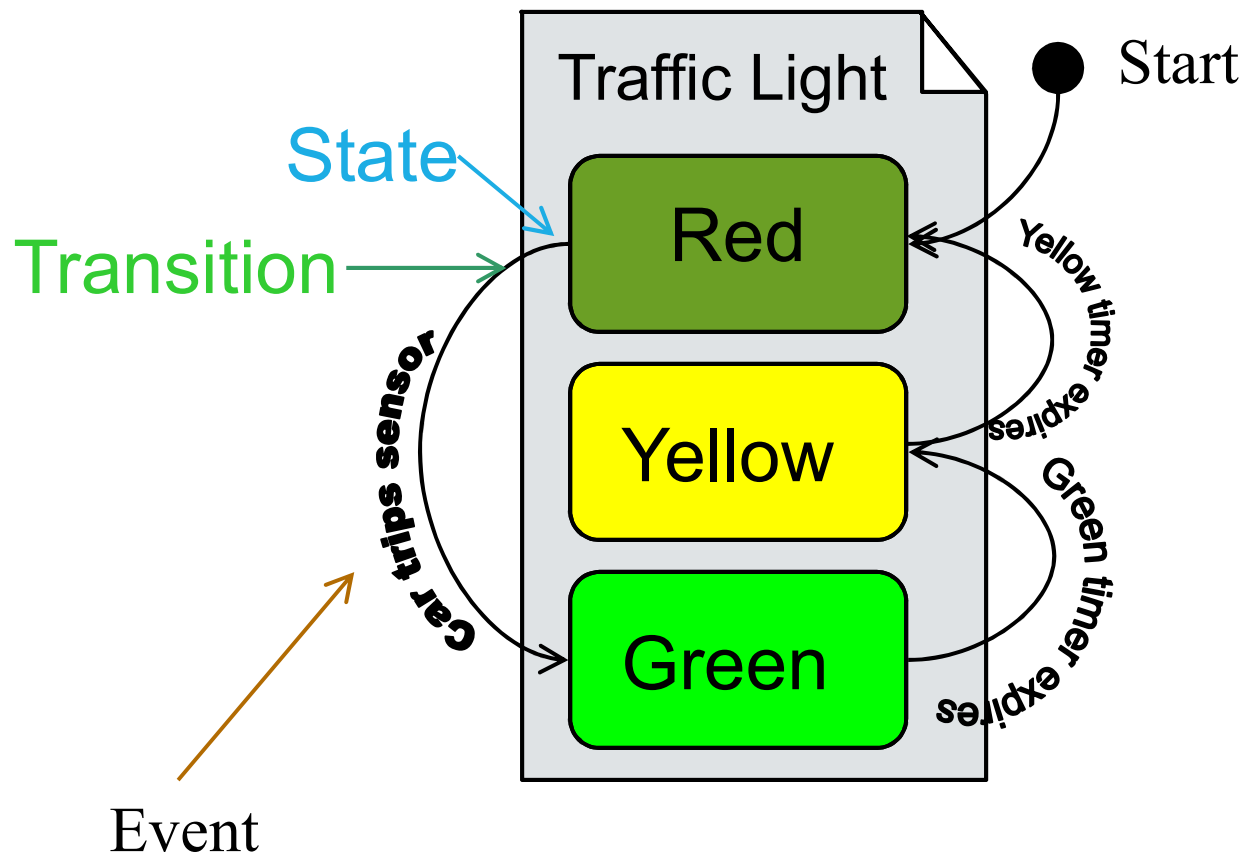 Traffic Light
Start
State
Red
Transition
Yellow timer expires
Car trips sensor
Yellow
Green timer expires
Green
Event